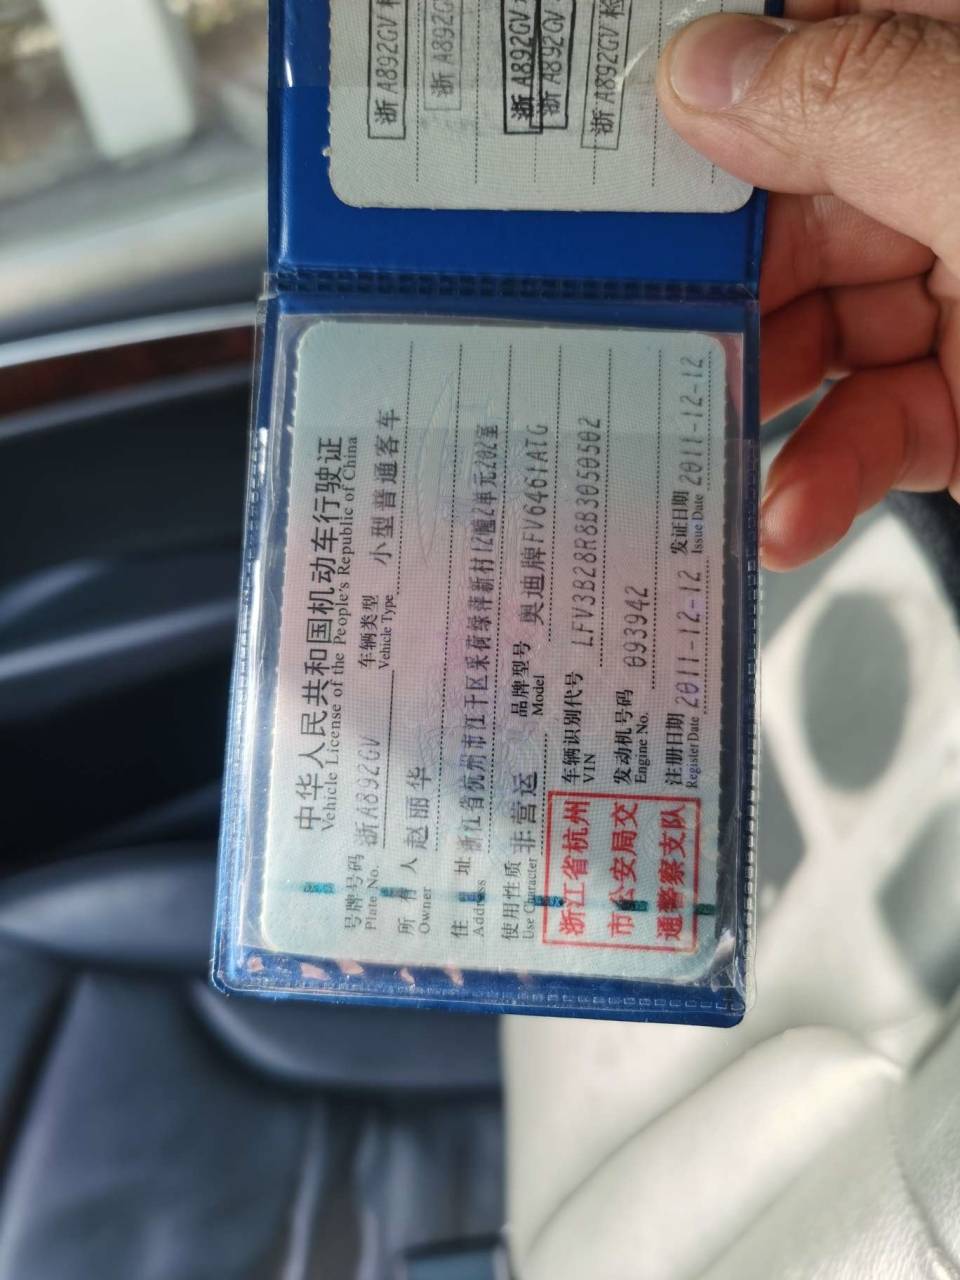 浙A892GV 检
浙A892G
浙A892GV
浙A892GV
浙A892GV 检
中华人民共和国机动车行驶证
Vehicle License of the People's Republic of China
号牌号码 浙A892GV 车辆类型 小型普通客车
Plate No. Vehicle Type
所有人 赵丽华
Owner
住址 浙江省杭州市江干区采荷绿萍新村12幢2单元202室
Address
使用性质 非营运 品牌型号 奥迪牌FV6461ATG
Use Character Model
车辆识别代号 LFV3B28R8B3050502
VIN
发动机号码 093942
Engine No.
注册日期 2011-12-12 发证日期 2011-12-12
Register Date Issue Date
浙江省杭州
市公安局交
通警察支队